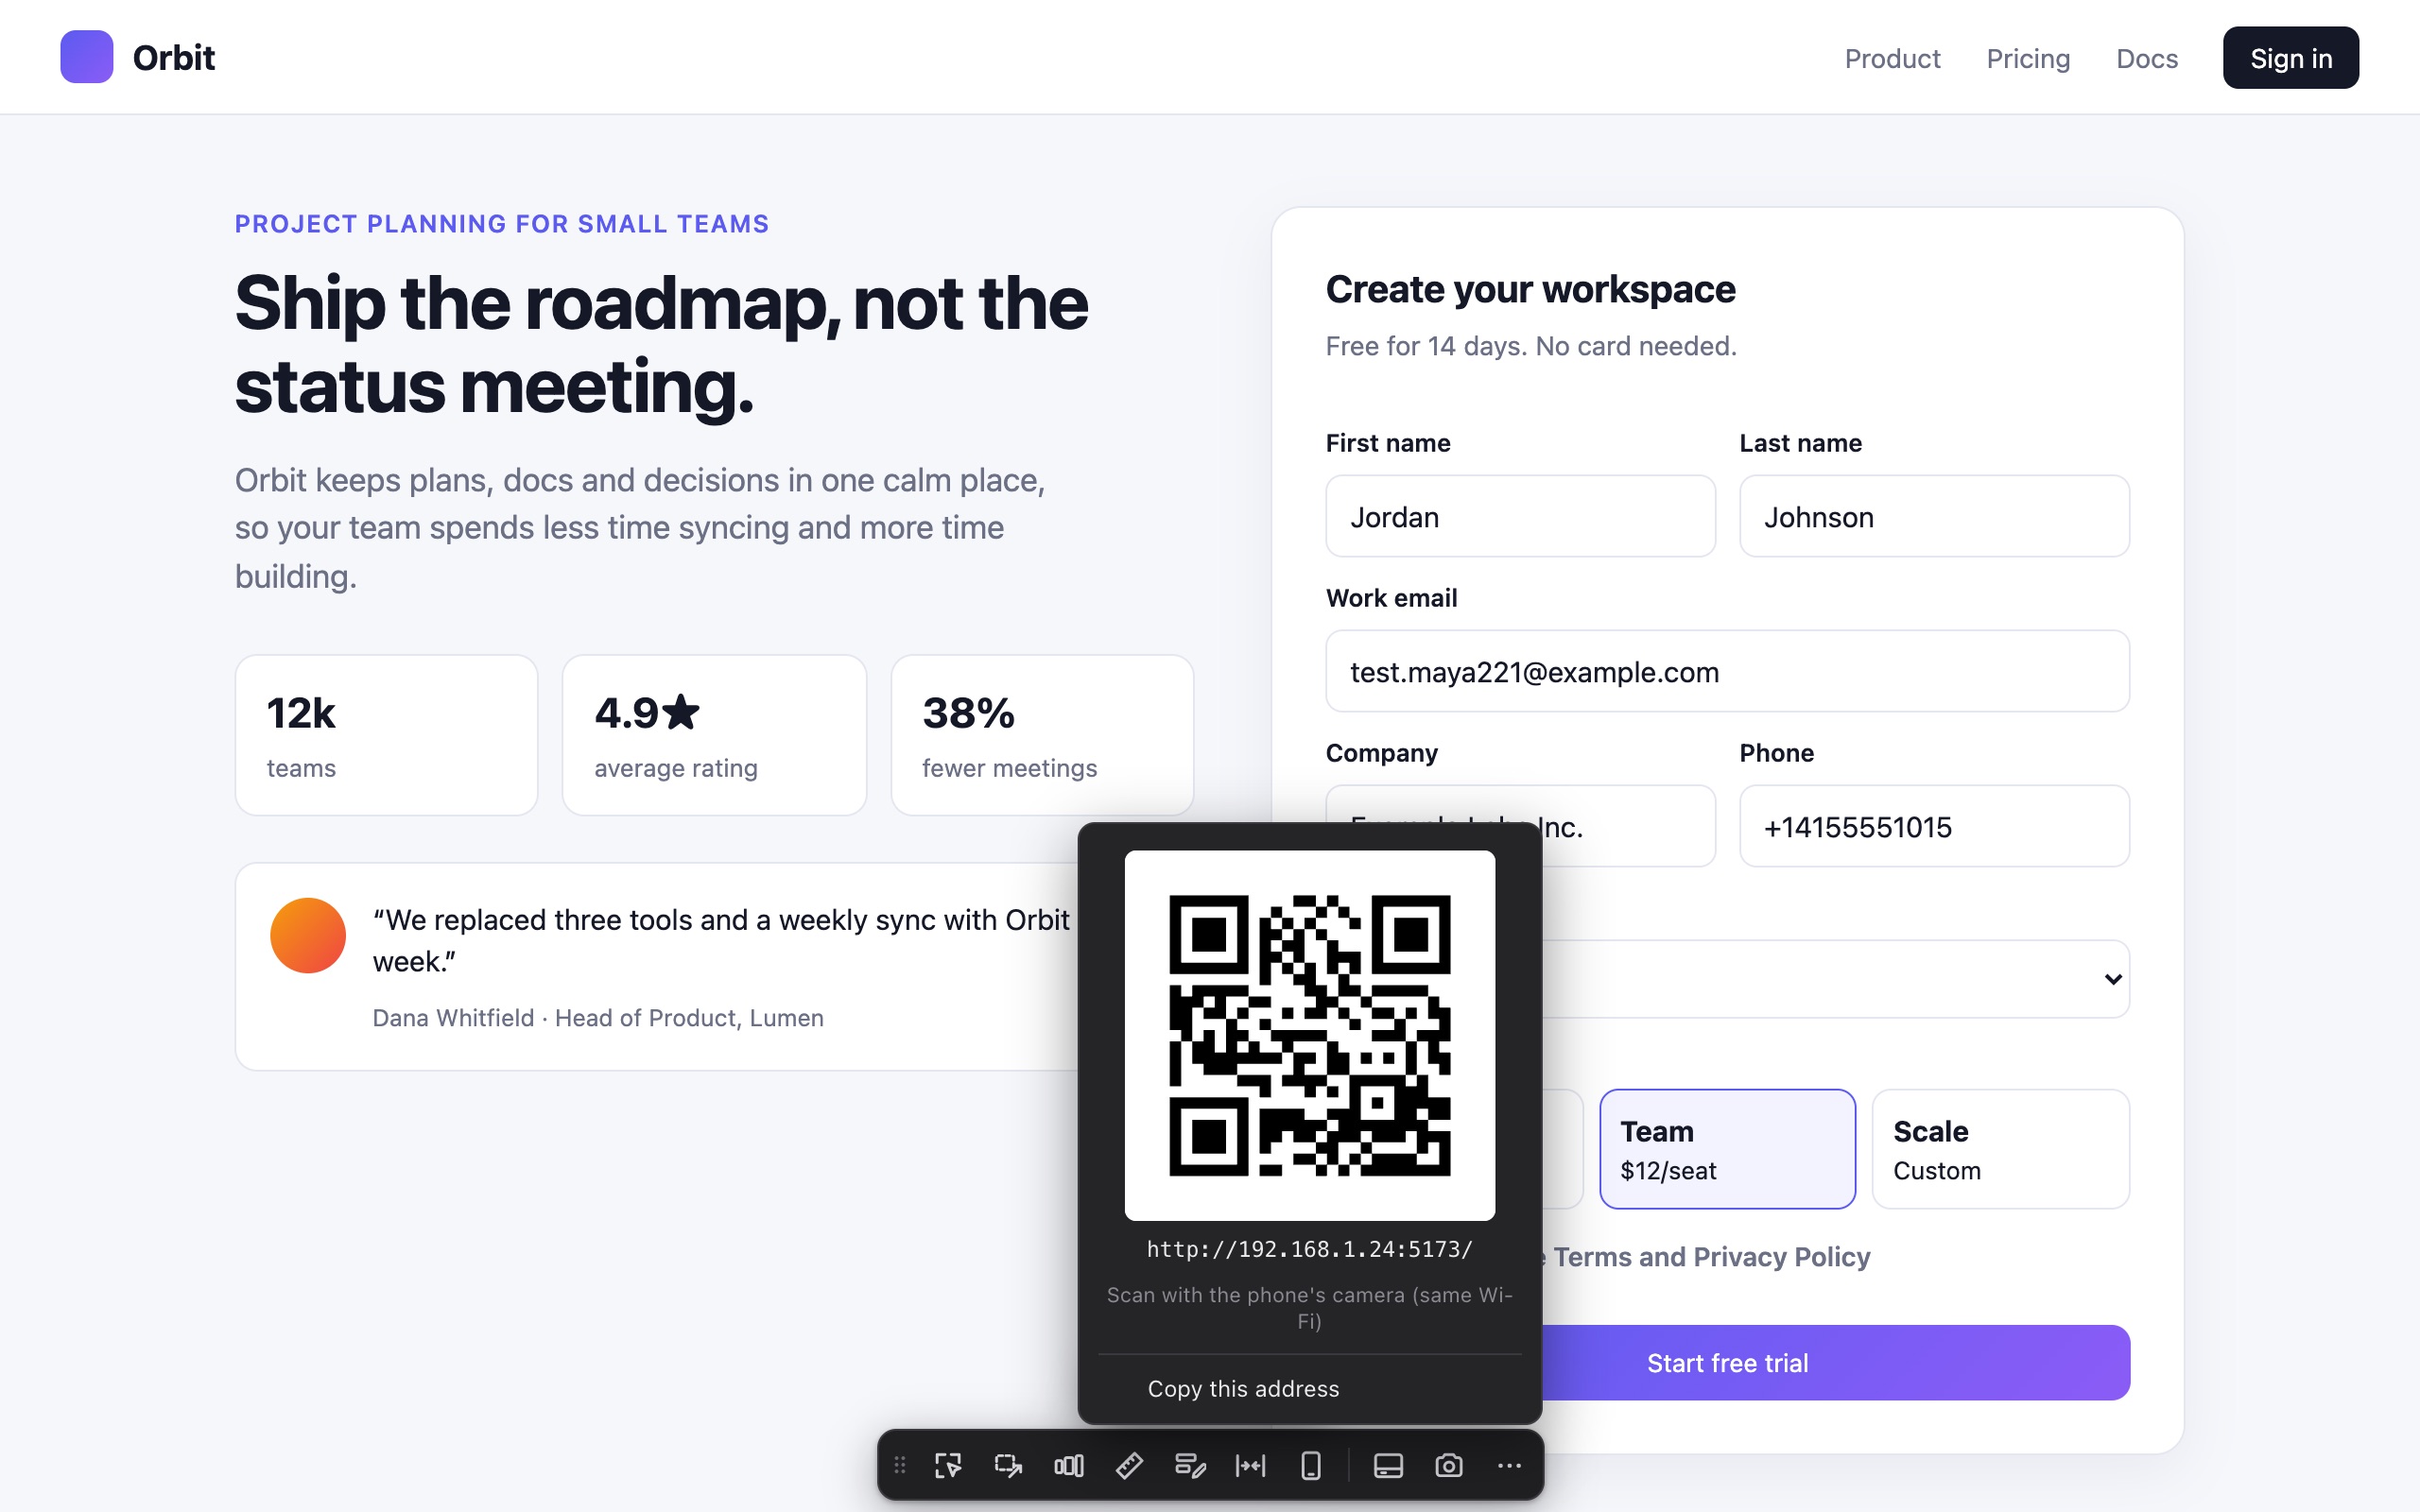 Orbit
Product
Pricing
Docs
Sign in
PROJECT PLANNING FOR SMALL TEAMS
Ship the roadmap, not the
status meeting.
Orbit keeps plans, docs and decisions in one calm place,
so your team spends less time syncing and more time
building.
12k
teams
4.9★
average rating
38%
fewer meetings
“We replaced three tools and a weekly sync with Orbit
week.”
Dana Whitfield · Head of Product, Lumen
Create your workspace
Free for 14 days. No card needed.
First name
Last name
Jordan
Johnson
Work email
test.maya221@example.com
Company
Phone
Inc.
+14155551015
Team
$12/seat
Scale
Custom
Terms and Privacy Policy
Start free trial
http://192.168.1.24:5173/
Scan with the phone's camera (same Wi-
Fi)
Copy this address